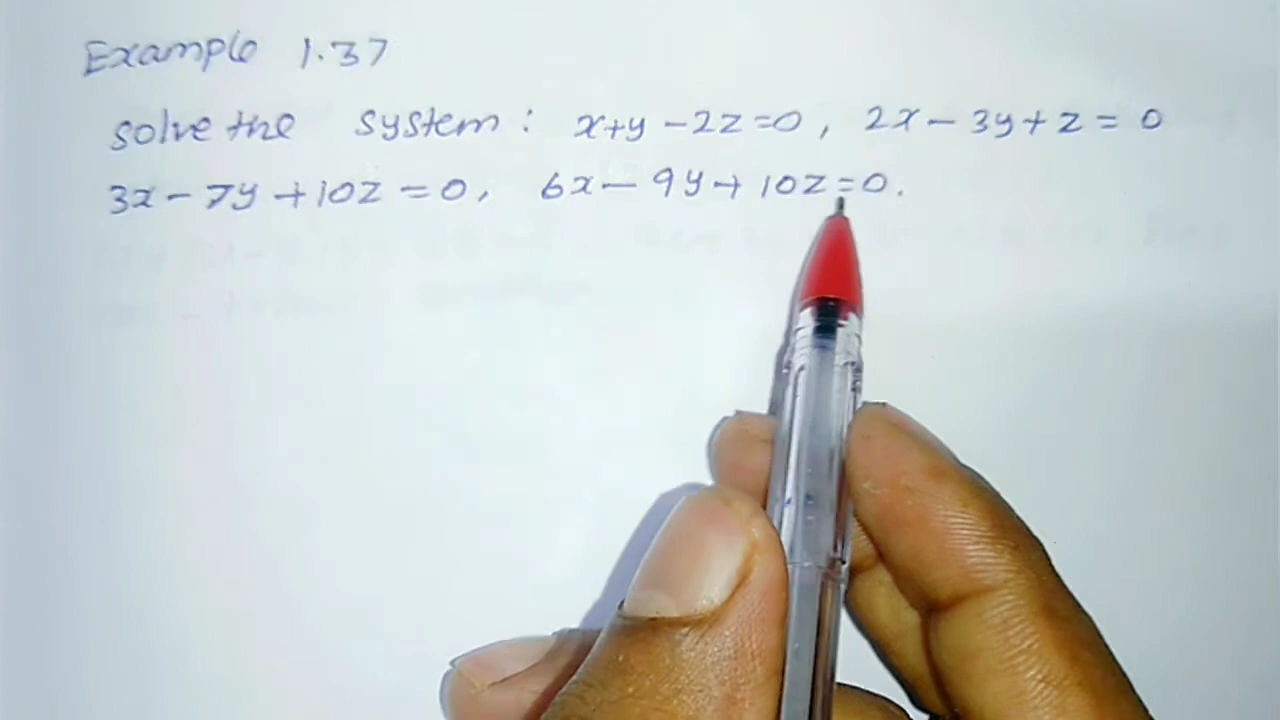 Example 1.37
solve the system: x+y-2z=0, 2x-3y+z=0
3x-7y+10z=0, 6x-9y+10z=0.